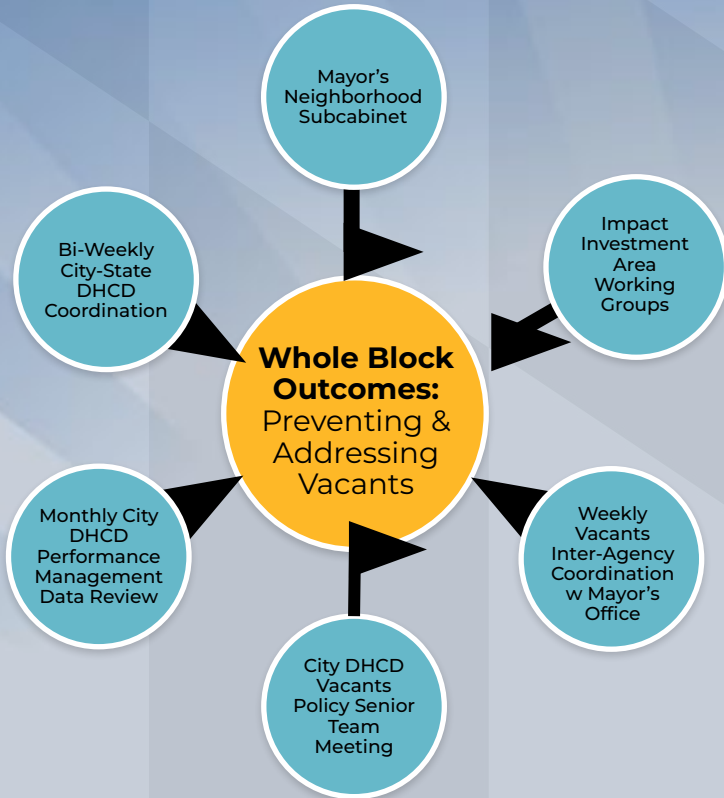 Mayor's
Neighborhood
Subcabinet
Impact
Investment
Area
Working
Groups
Bi-Weekly
City-State
DHCD
Coordination
Whole Block
Outcomes:
Preventing &
Addressing
Vacants
Monthly City
DHCD
Performance
Management
Data Review
Weekly
Vacants
Inter-Agency
Coordination
w Mayor's
Office
City DHCD
Vacants
Policy Senior
Team
Meeting